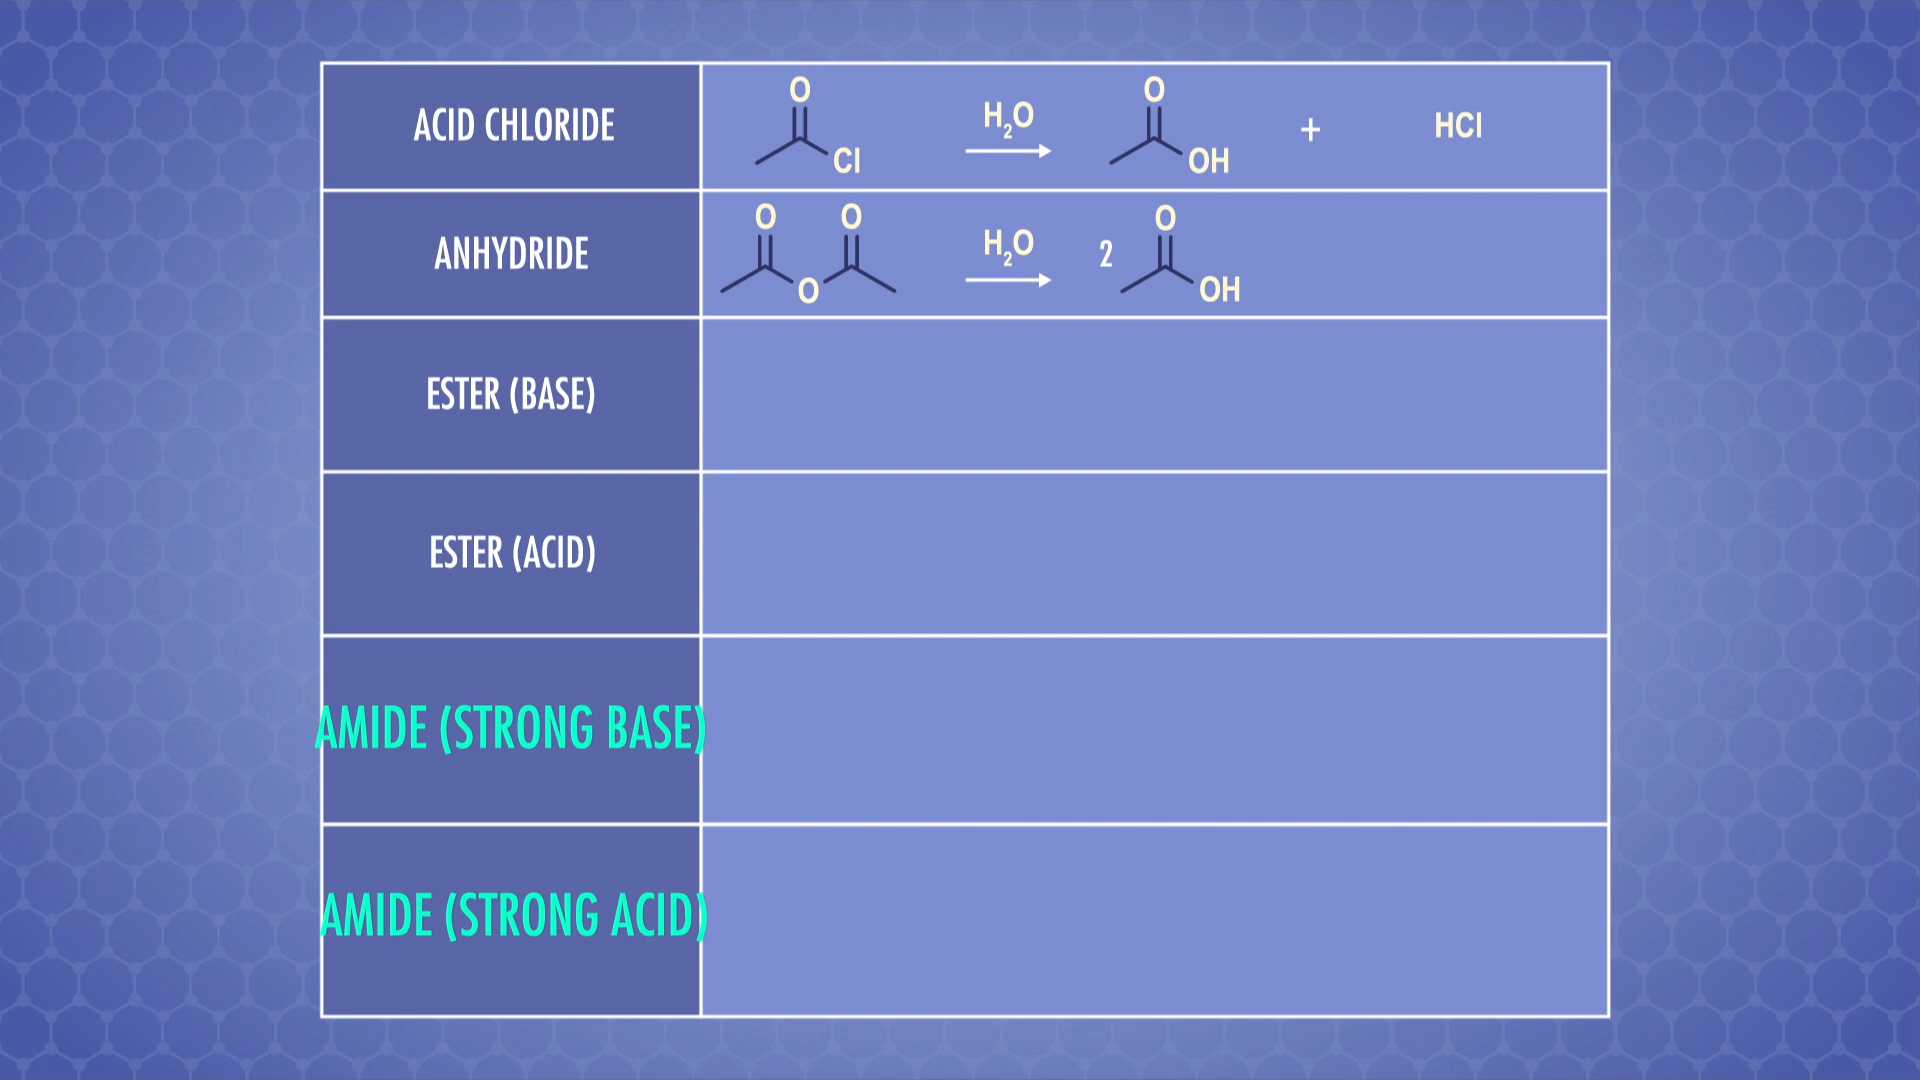 ACID CHLORIDE
O
Cl
H₂O
O
OH
+
HCl
ANHYDRIDE
O O
O
H₂O
2
O
OH
ESTER (BASE)
ESTER (ACID)
AMIDE (STRONG BASE)
AMIDE (STRONG ACID)